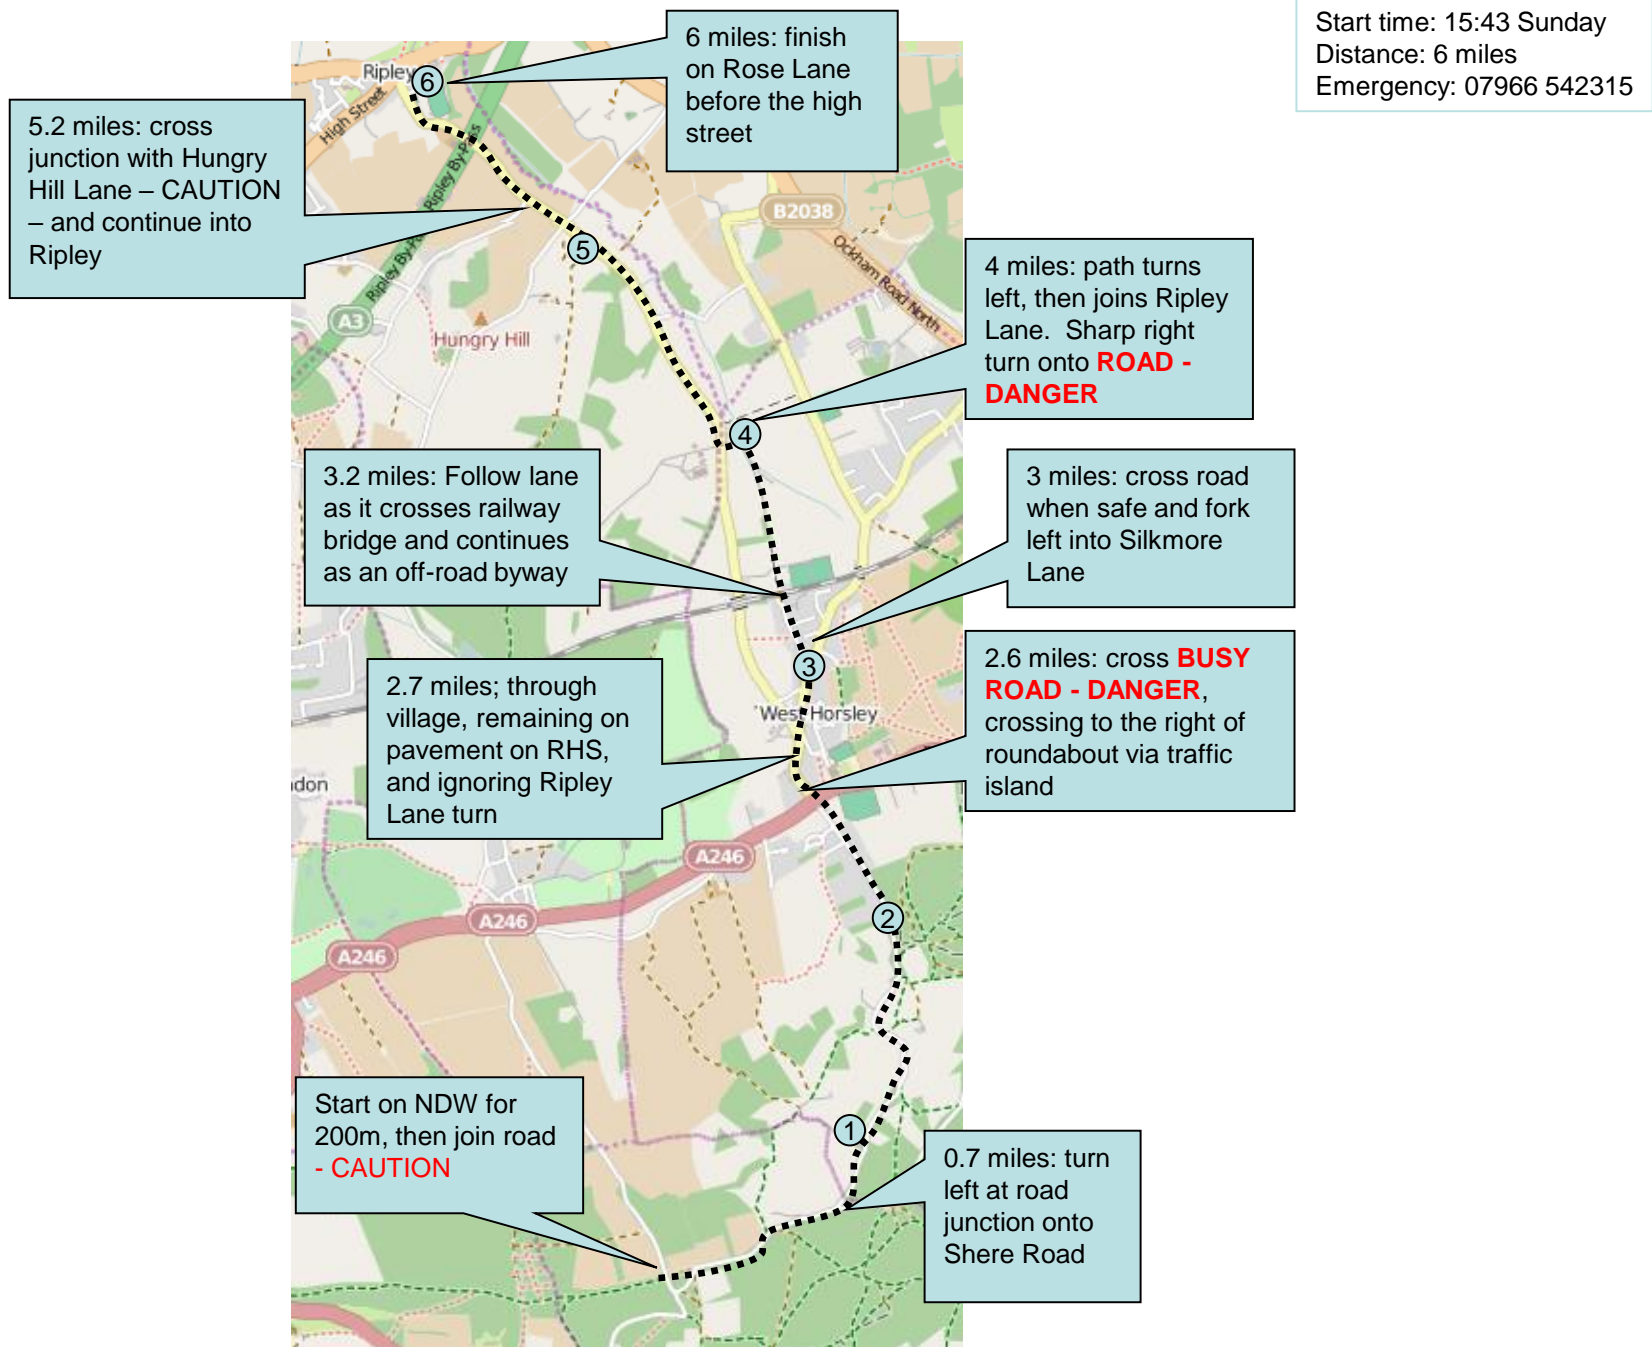 Start time: 15:43 Sunday
Distance: 6 miles
Emergency: 07966 542315
6 miles: finish
on Rose Lane
before the high
street
Ripley
6
High Street
5.2 miles: cross
junction with Hungry
Hill Lane – CAUTION
– and continue into
Ripley
Ripley By-Pass
Ripley By-Pass
B2038
Ockham Road North
5
A3
Hungry Hill
4 miles: path turns
left, then joins Ripley
Lane.  Sharp right
turn onto ROAD -
DANGER
4
3.2 miles: Follow lane
as it crosses railway
bridge and continues
as an off-road byway
3 miles: cross road
when safe and fork
left into Silkmore
Lane
3
2.6 miles: cross BUSY
ROAD - DANGER,
crossing to the right of
roundabout via traffic
island
2.7 miles; through
village, remaining on
pavement on RHS,
and ignoring Ripley
Lane turn
West Horsley
don
A246
A246
A246
2
1
Start on NDW for
200m, then join road
- CAUTION
0.7 miles: turn
left at road
junction onto
Shere Road